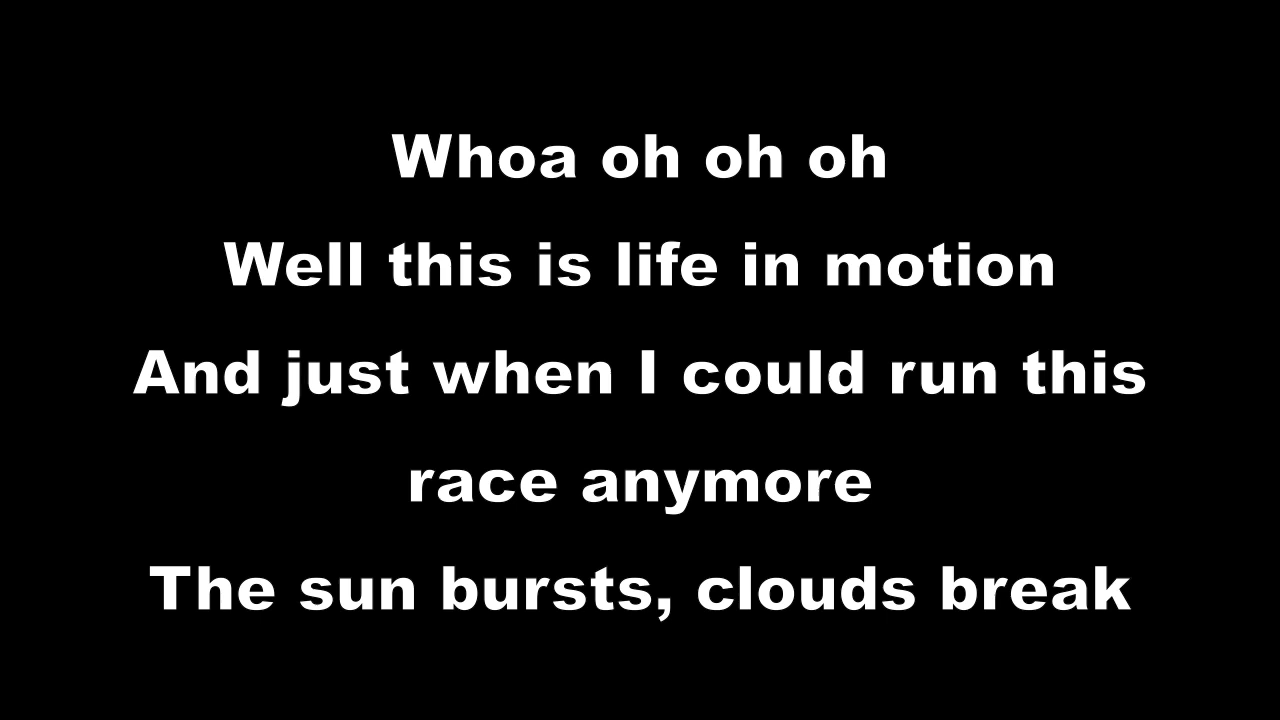 Whoa oh oh oh
Well this is life in motion
And just when I could run this
race anymore
The sun bursts, clouds break